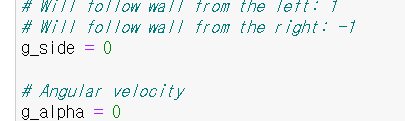 # Will follow wall from the left: 1
# Will follow wall from the right: -1
g_side = 0
# Angular velocity
g_alpha = 0